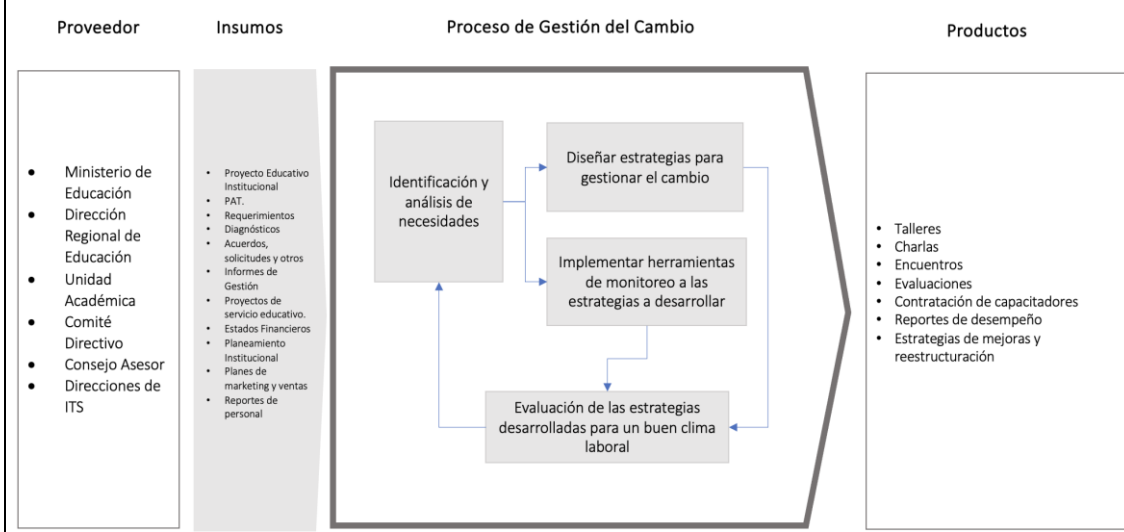 Proveedor
Insumos
Proceso de Gestión del Cambio
Productos
• Ministerio de
Educación
• Dirección
Regional de
Educación
• Unidad
Académica
• Comité
Directivo
• Consejo Asesor
• Direcciones de
ITS
• Proyecto Educativo
Institucional
• PAT.
• Requerimientos
• Diagnósticos
• Acuerdos,
solicitudes y otros
• Informes de
Gestión
• Proyectos de
servicio educativo.
• Estados Financieros
• Planeamiento
Institucional
• Planes de
marketing y ventas
• Reportes de
personal
Identificación y
análisis de
necesidades
Diseñar estrategias para
gestionar el cambio
Implementar herramientas
de monitoreo a las
estrategias a desarrollar
Evaluación de las estrategias
desarrolladas para un buen clima
laboral
• Talleres
• Charlas
• Encuentros
• Evaluaciones
• Contratación de capacitadores
• Reportes de desempeño
• Estrategias de mejoras y
reestructuración